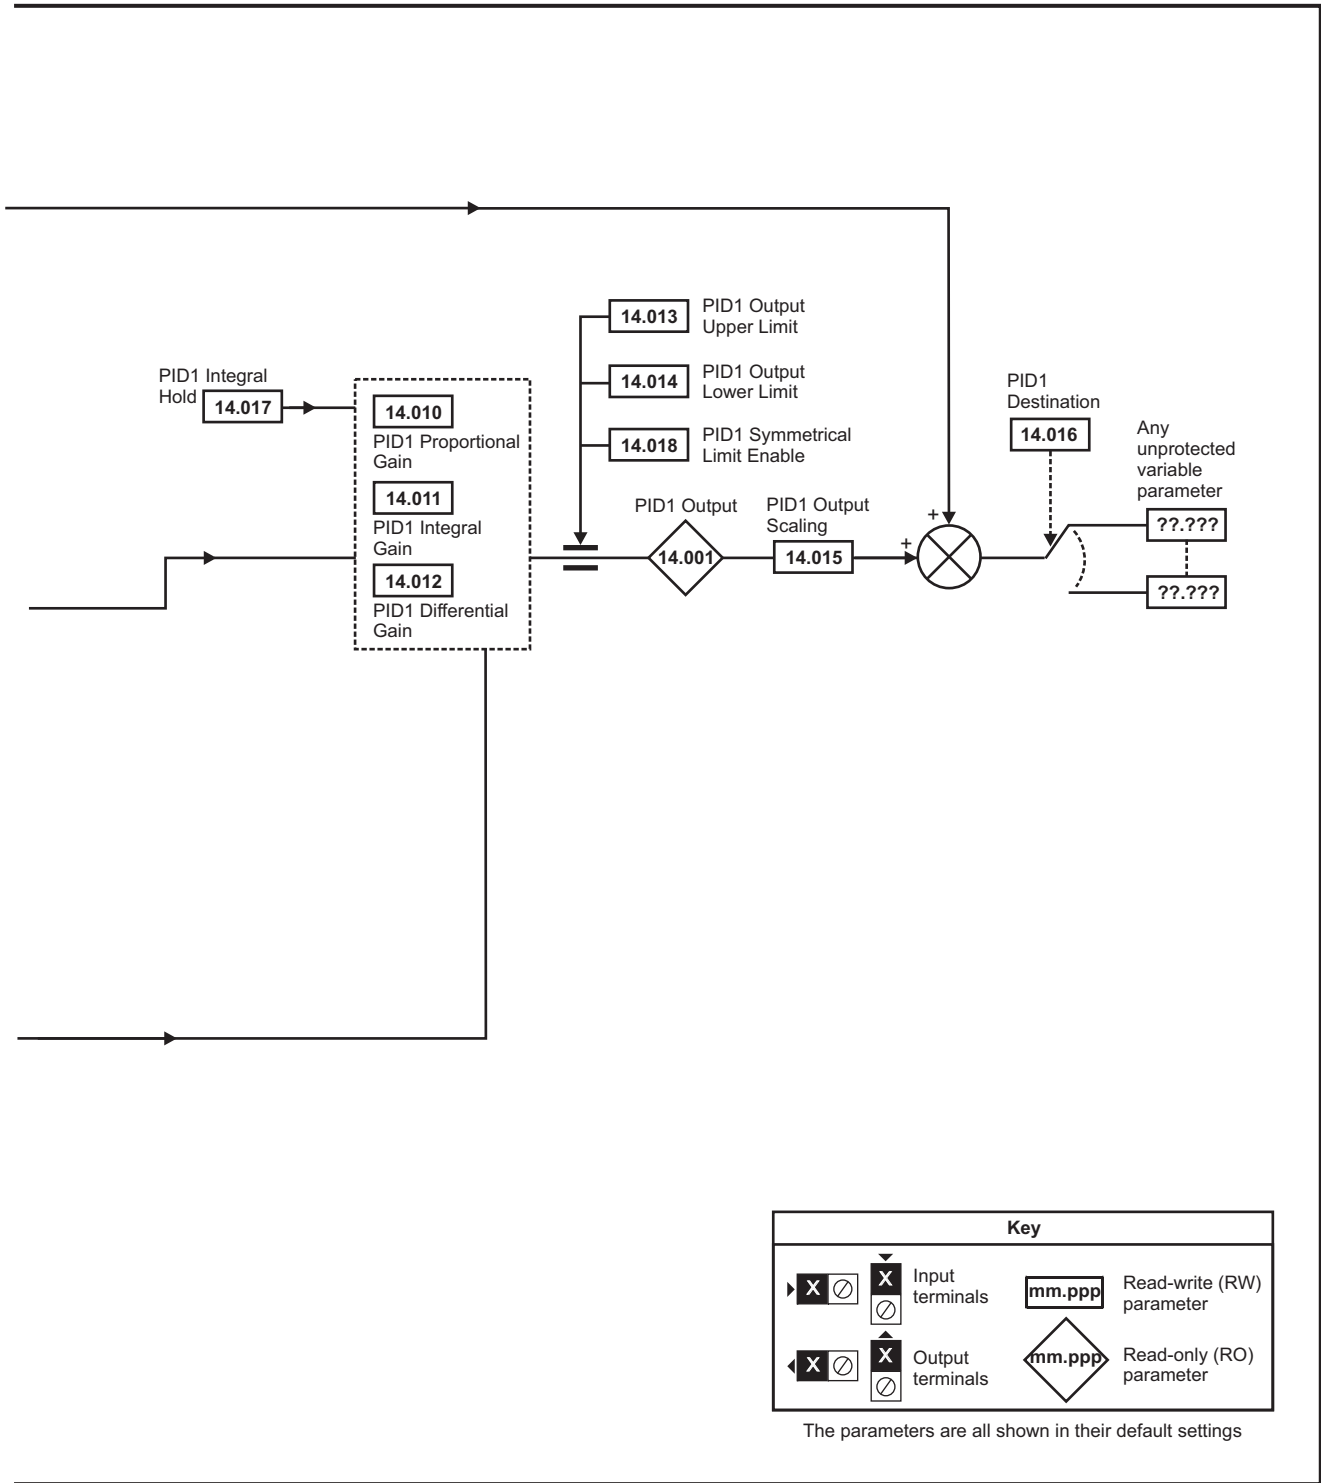 14.013
PID1 Output
Upper Limit
14.014
PID1 Output
Lower Limit
14.018
PID1 Symmetrical
Limit Enable
PID1 Integral
Hold
14.017
14.010
PID1 Proportional
Gain
14.011
PID1 Integral
Gain
14.012
PID1 Differential
Gain
PID1 Output
14.001
PID1 Output
Scaling
14.015
+
+
PID1
Destination
14.016
Any
unprotected
variable
parameter
??.???
??.???
Key
X
X
Input
terminals
mm.ppp
Read-write (RW)
parameter
X
X
Output
terminals
mm.ppp
Read-only (RO)
parameter
The parameters are all shown in their default settings